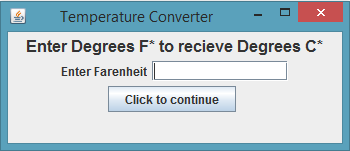 Temperature Converter
Enter Degrees F* to recieve Degrees C*
Enter Farenheit
Click to continue